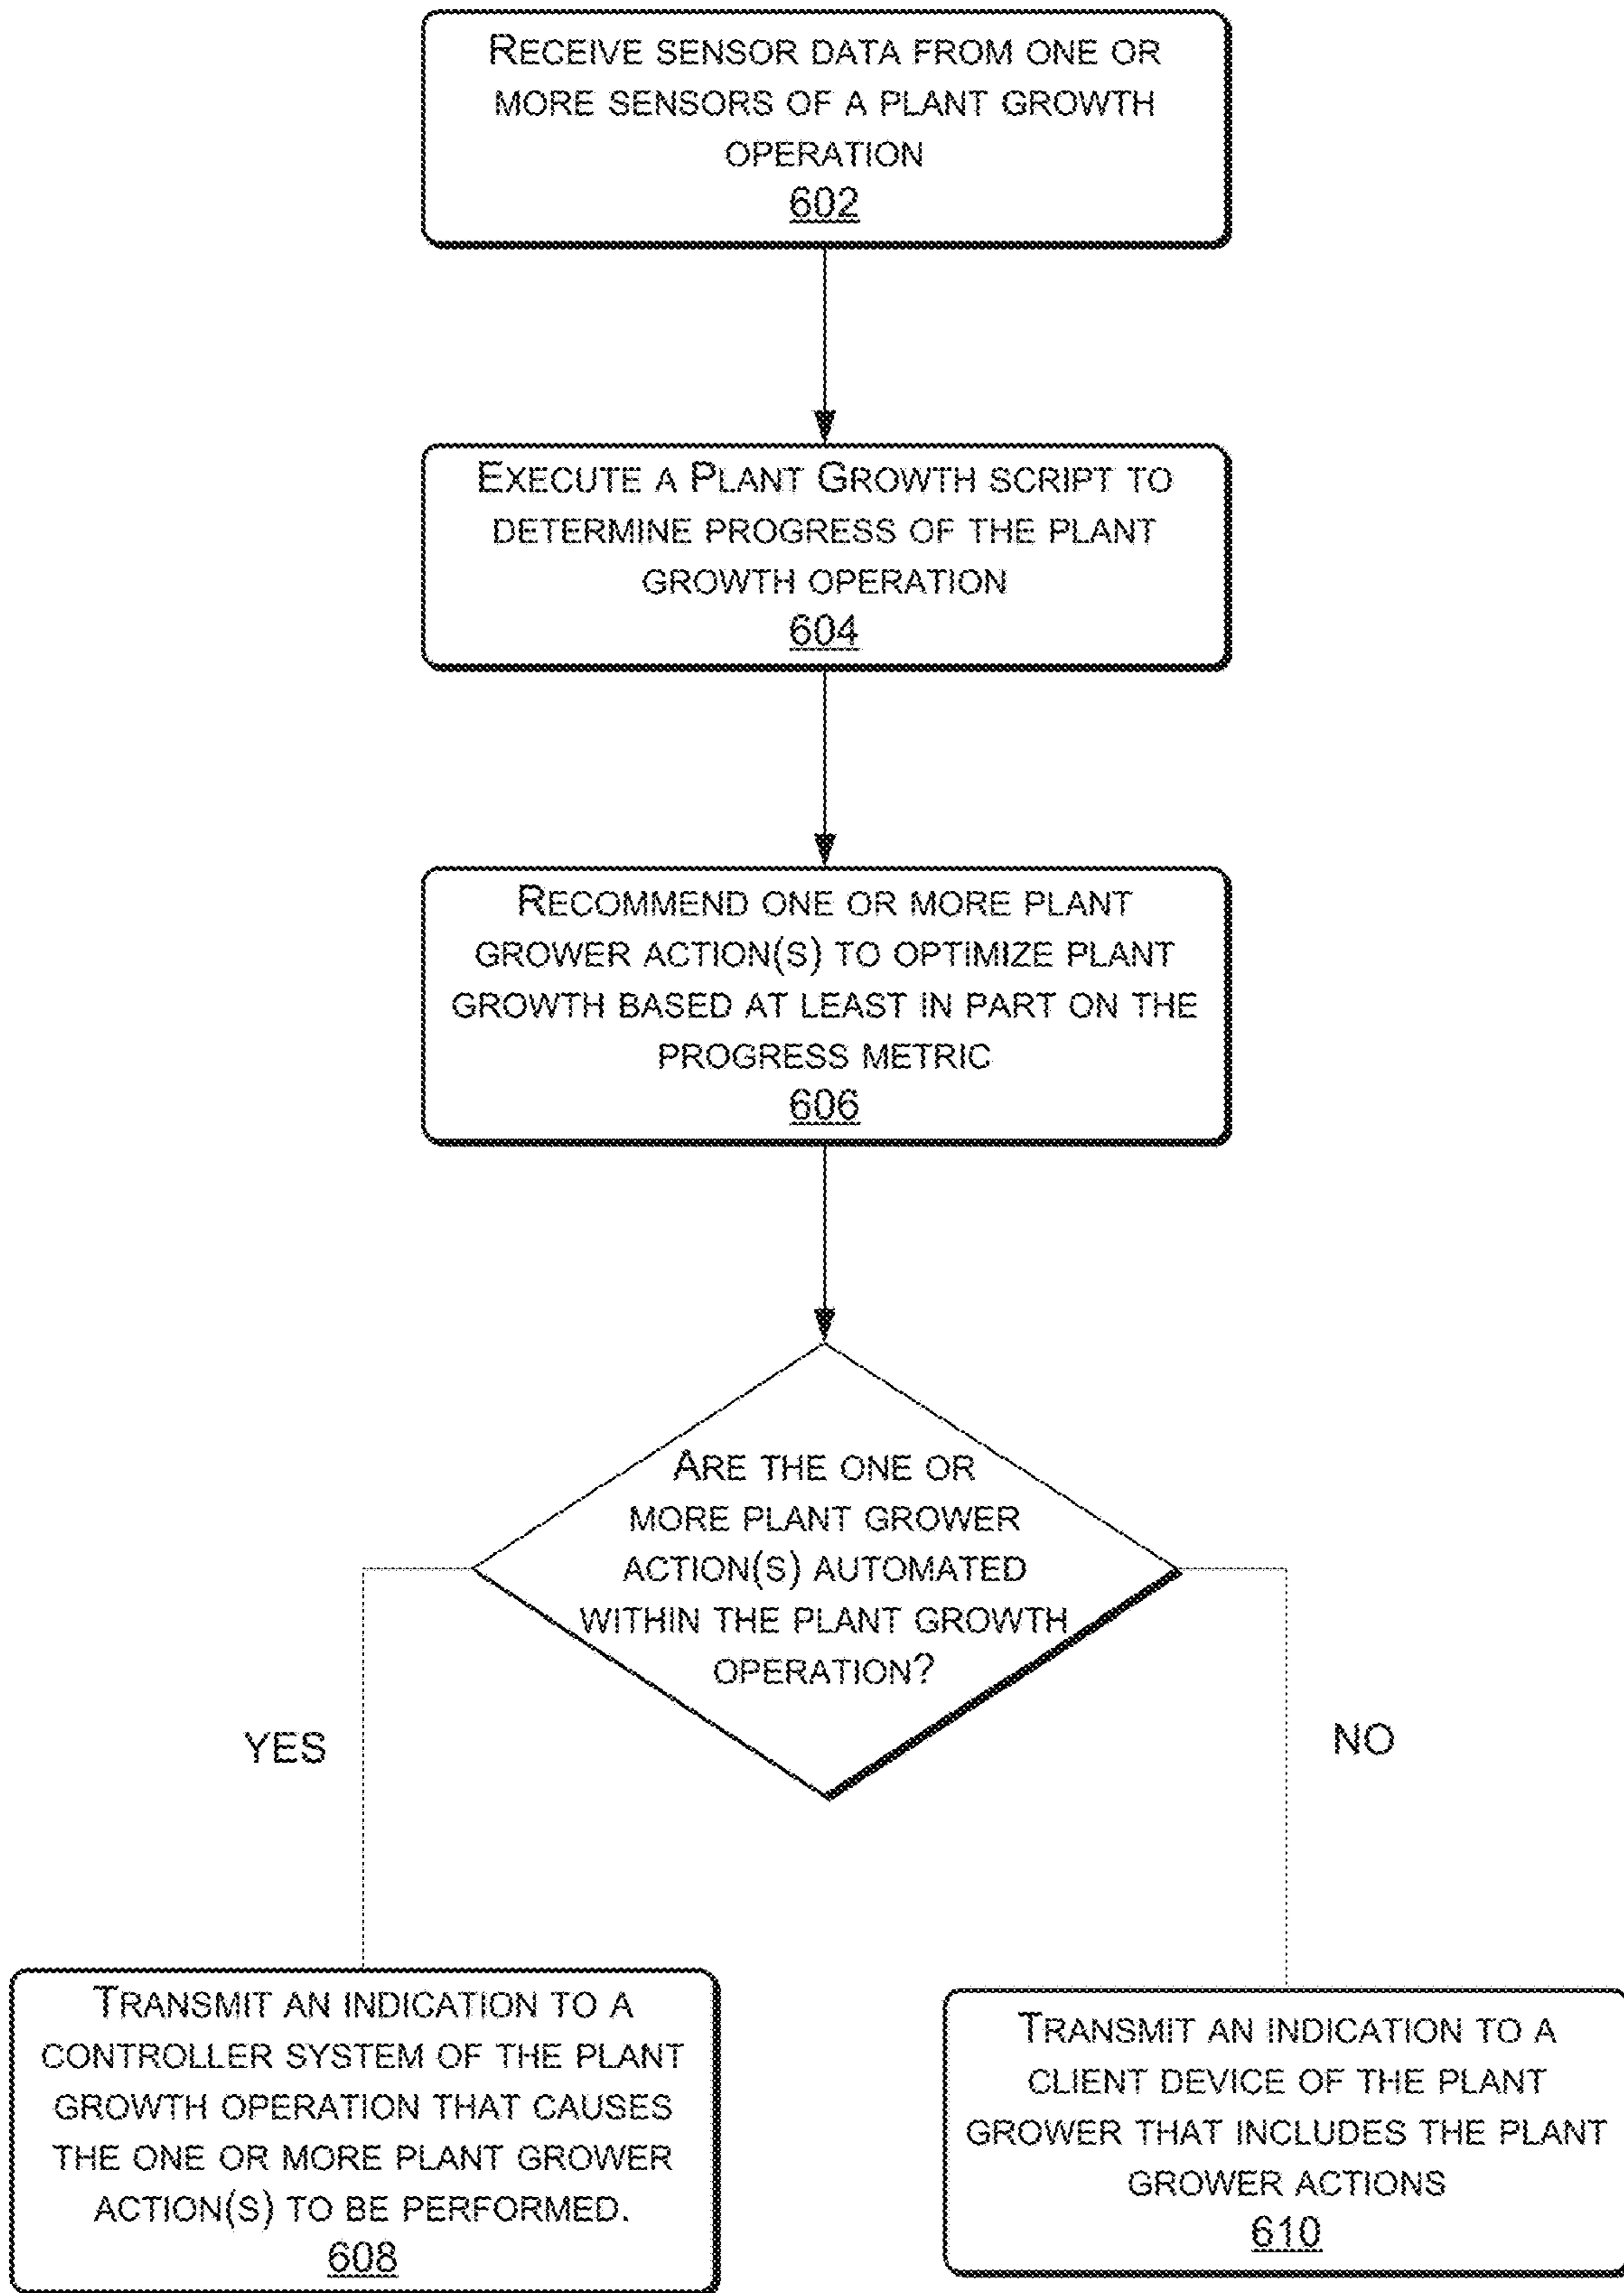 RECEIVE SENSOR DATA FROM ONE OR
MORE SENSORS OF A PLANT GROWTH
OPERATION
602
EXECUTE A PLANT GROWTH SCRIPT TO
DETERMINE PROGRESS OF THE PLANT
GROWTH OPERATION
604
RECOMMEND ONE OR MORE PLANT
GROWER ACTION(S) TO OPTIMIZE PLANT
GROWTH BASED AT LEAST IN PART ON THE
PROGRESS METRIC
606
ARE THE ONE OR
MORE PLANT GROWER
ACTION(S) AUTOMATED
WITHIN THE PLANT GROWTH
OPERATION?
YES
NO
TRANSMIT AN INDICATION TO A
CONTROLLER SYSTEM OF THE PLANT
GROWTH OPERATION THAT CAUSES
THE ONE OR MORE PLANT GROWER
ACTION(S) TO BE PERFORMED.
608
TRANSMIT AN INDICATION TO A
CLIENT DEVICE OF THE PLANT
GROWER THAT INCLUDES THE PLANT
GROWER ACTIONS
610